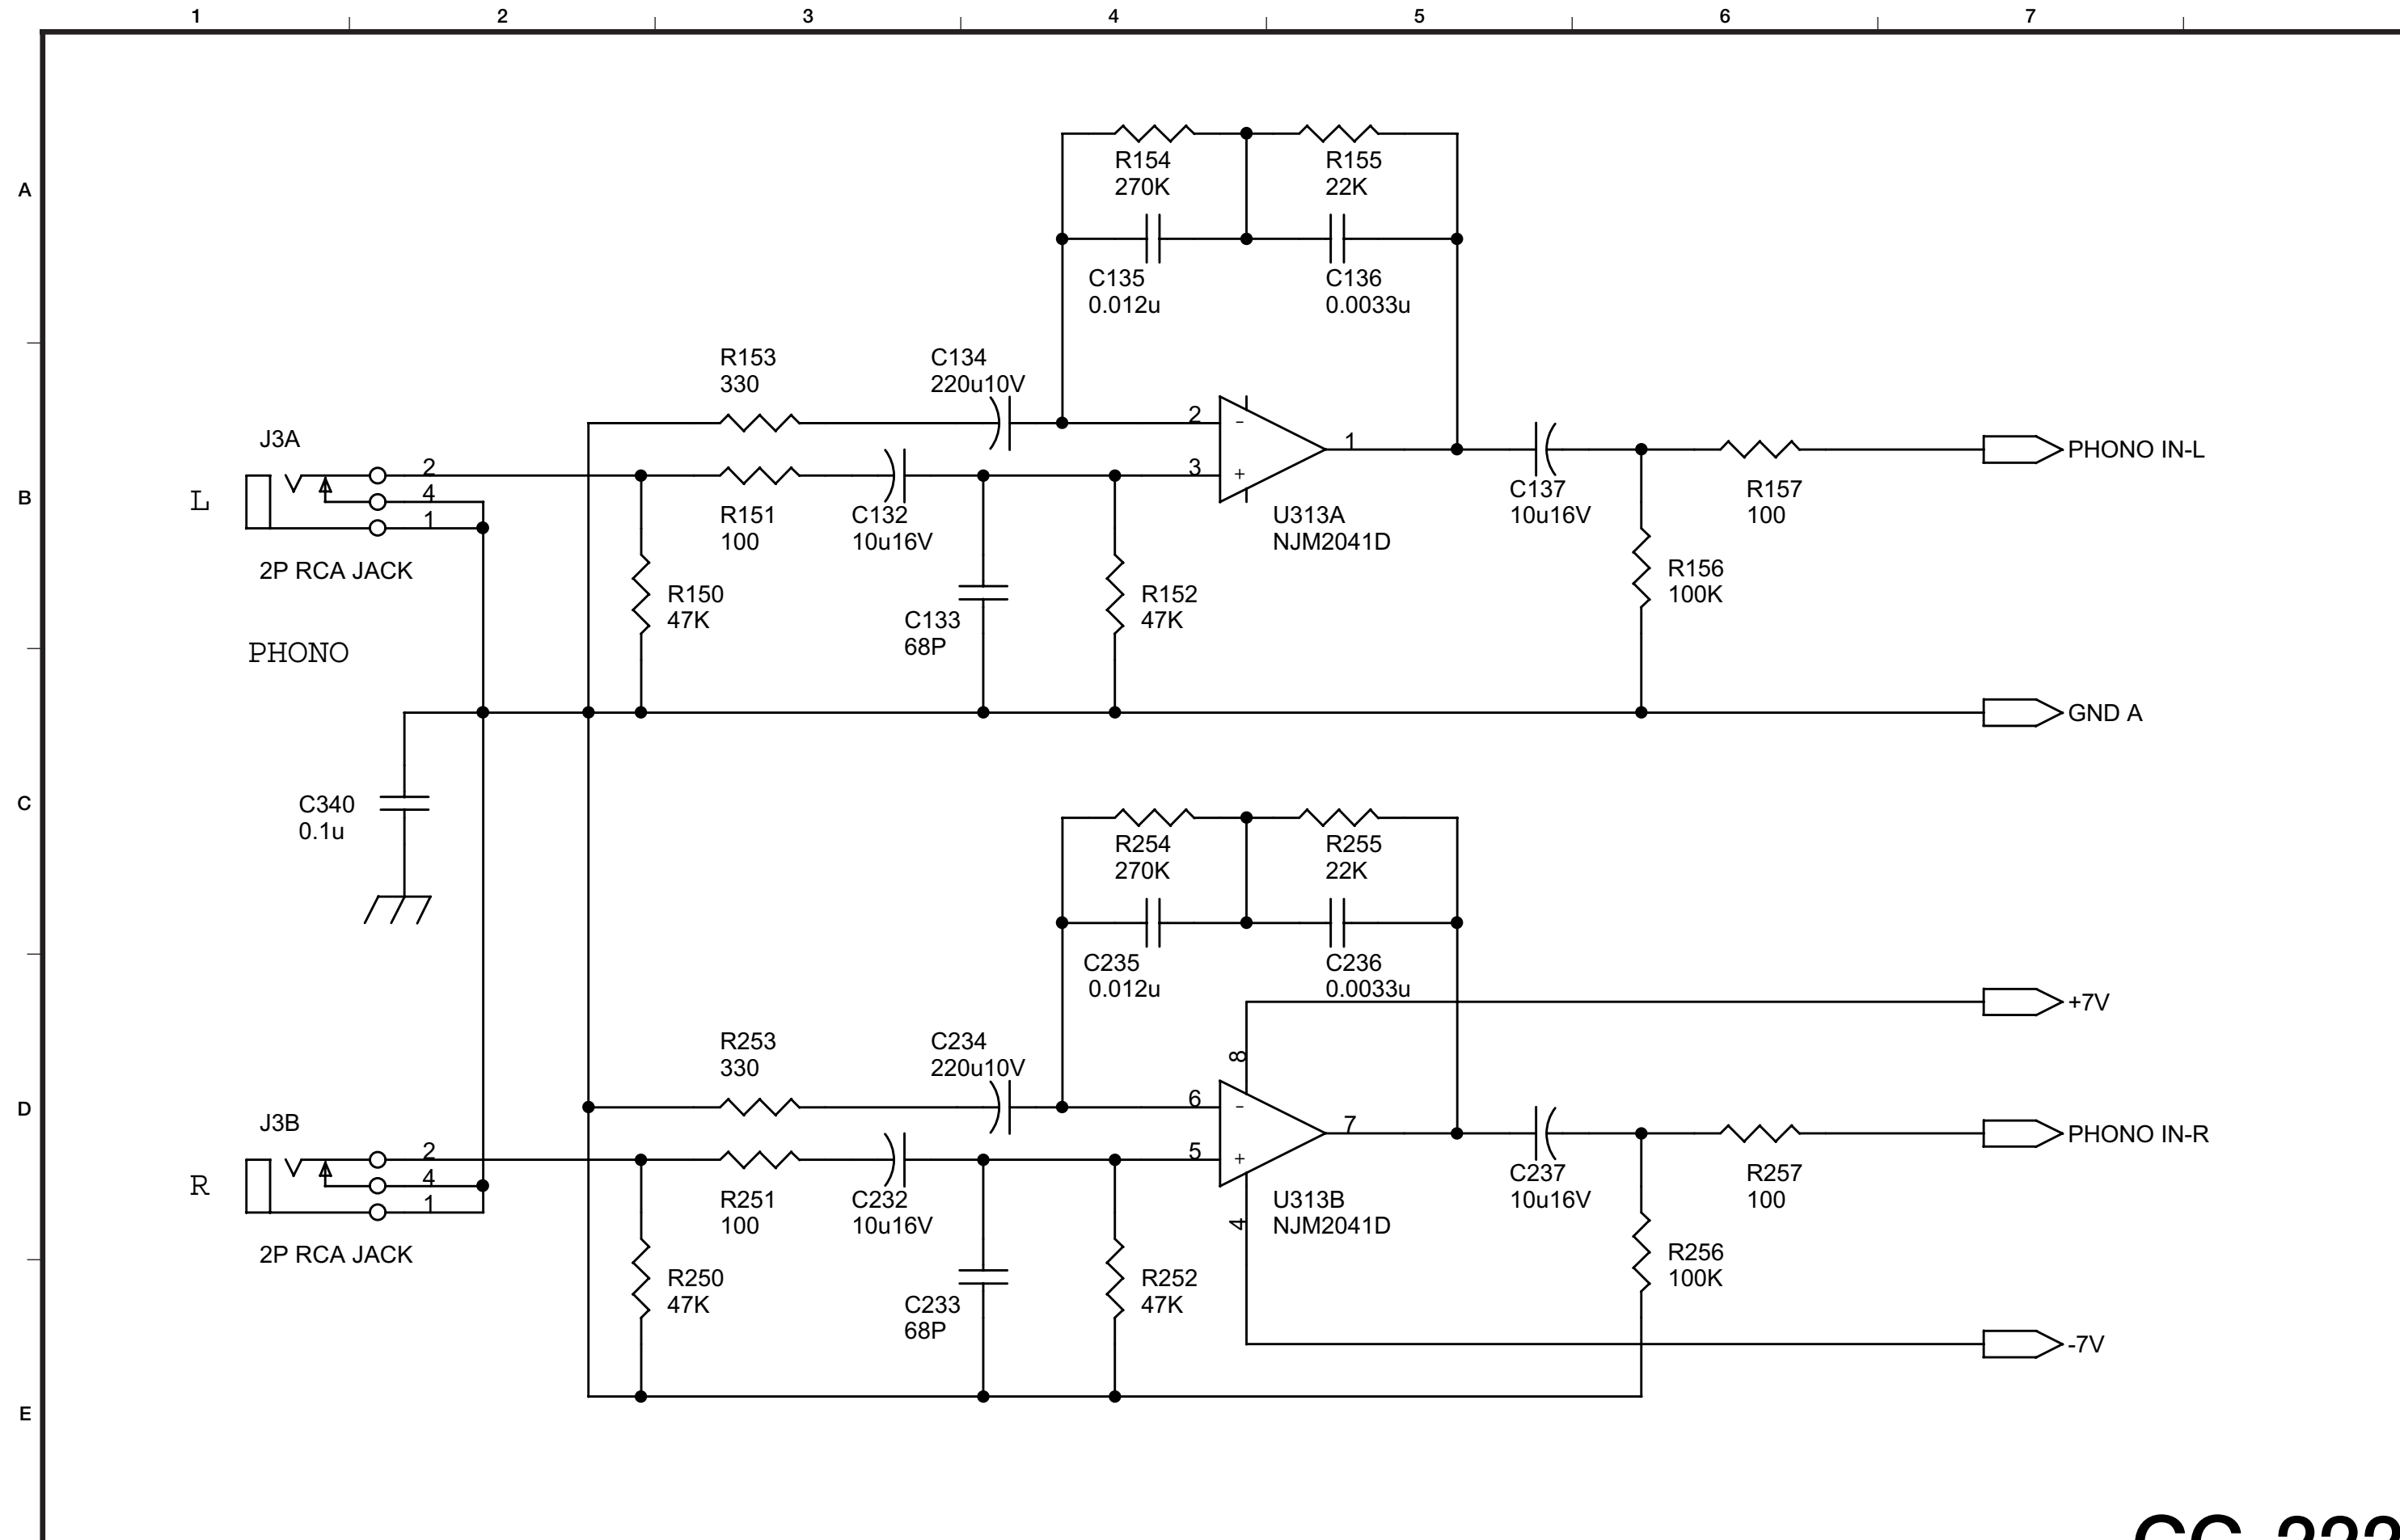 1 2 3 4 5 6 7
A
R154
270K
R155
22K
C135
0.012u
C136
0.0033u
R153
330
C134
220u10V
J3A
L
2
4
1
2P RCA JACK
PHONO
B
R151
100
C132
10u16V
R150
47K
C133
68P
R152
47K
2
3
-
+
1
U313A
NJM2041D
C137
10u16V
R157
100
R156
100K
PHONO IN-L
GND A
C
C340
0.1u
R254
270K
R255
22K
C235
0.012u
C236
0.0033u
+7V
R253
330
C234
220u10V
D
J3B
R
2
4
1
2P RCA JACK
R251
100
C232
10u16V
R250
47K
C233
68P
R252
47K
8
6
5
-
+
7
4
U313B
NJM2041D
C237
10u16V
R257
100
R256
100K
PHONO IN-R
-7V
E